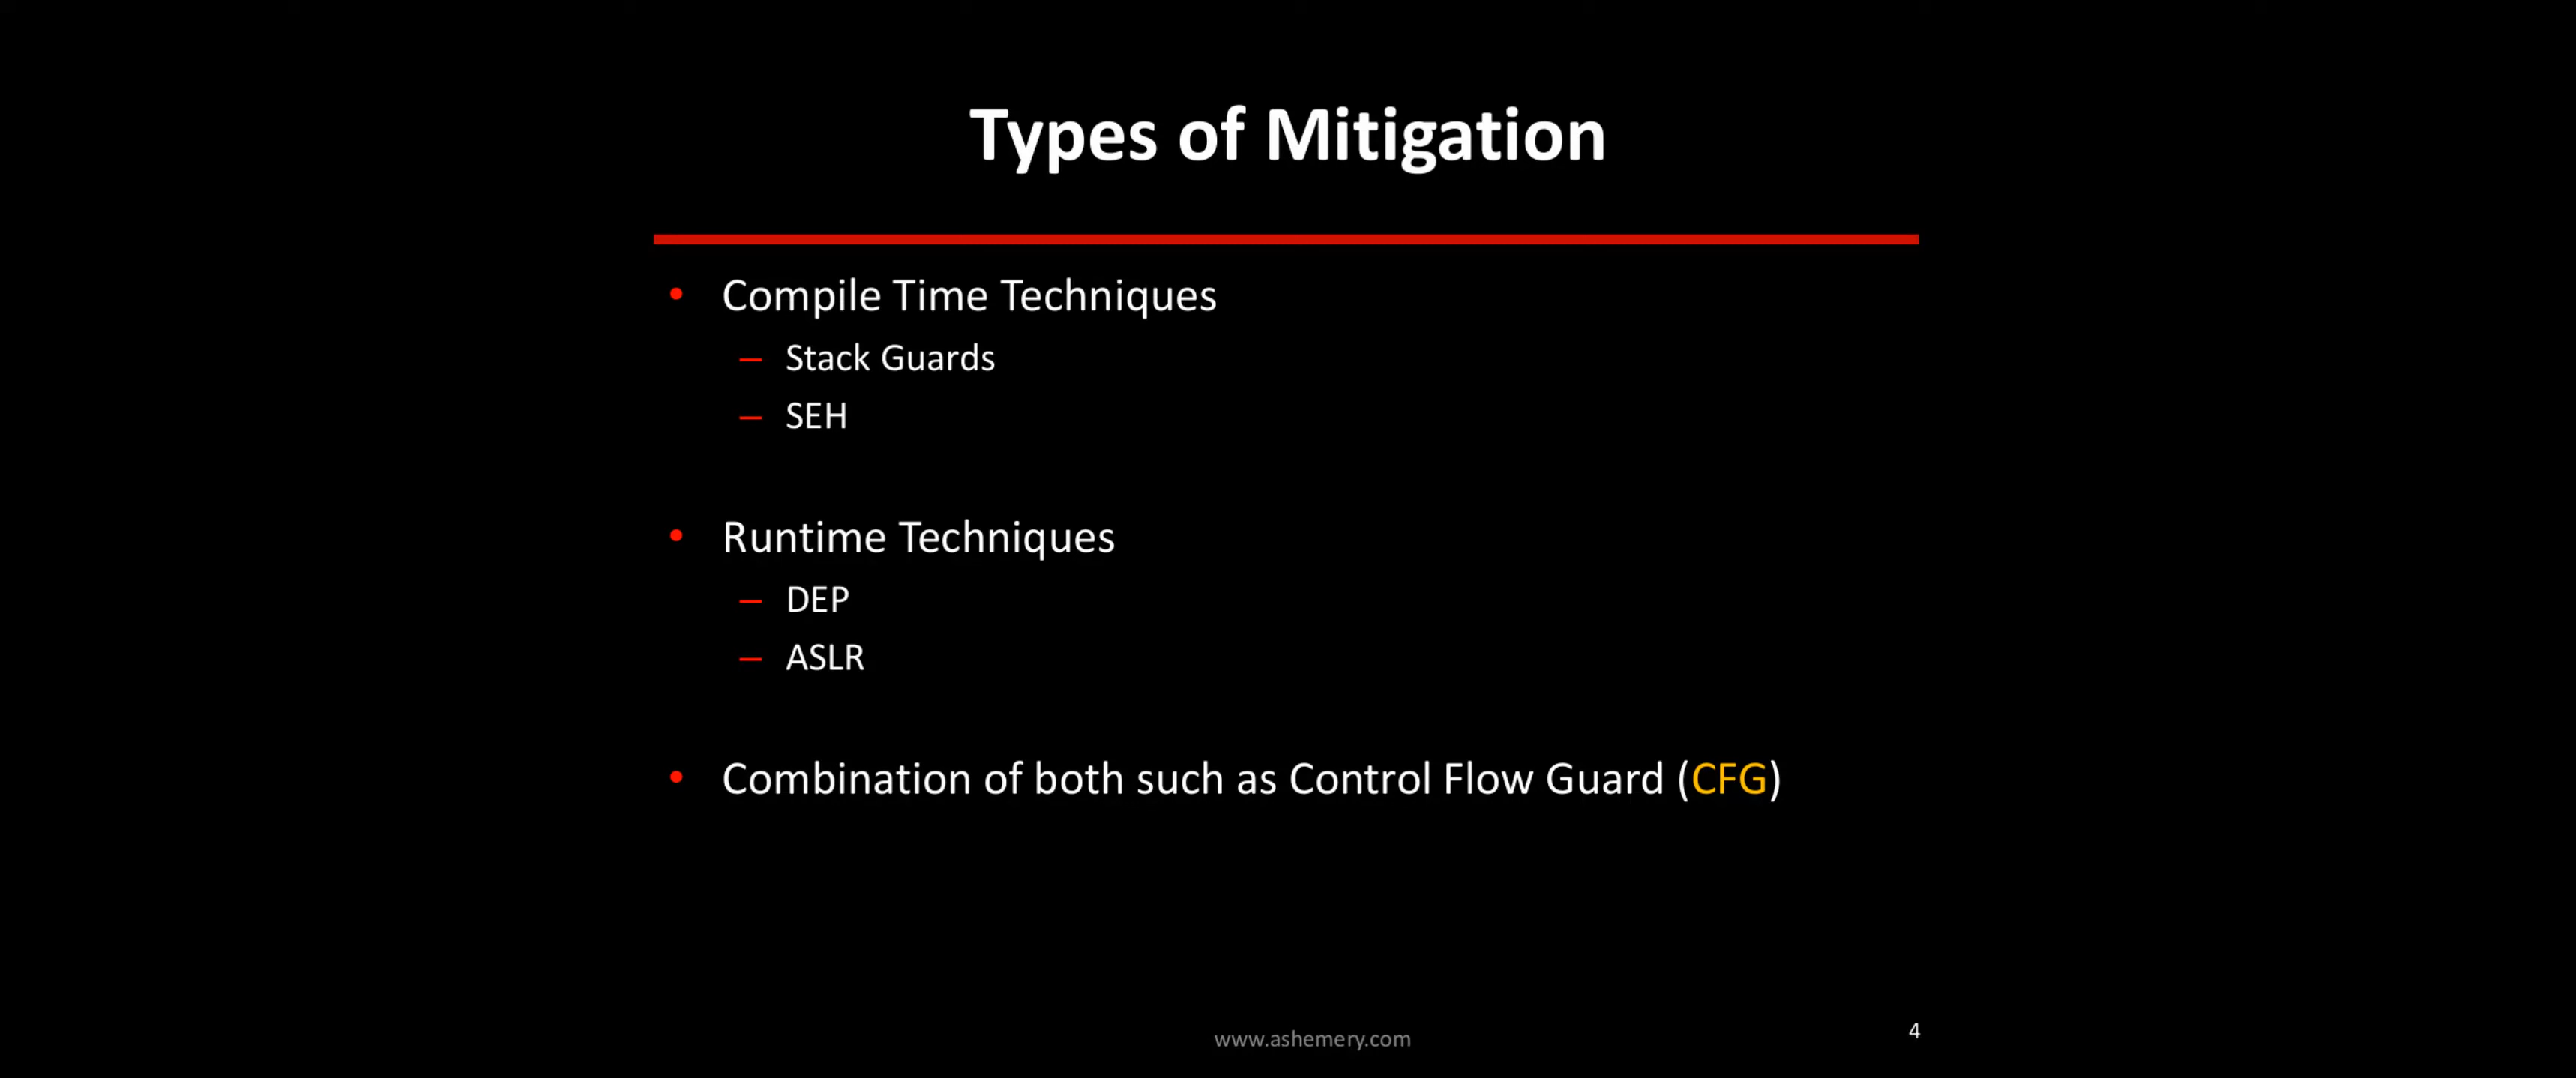 Types of Mitigation
• Compile Time Techniques
– Stack Guards
– SEH
• Runtime Techniques
– DEP
– ASLR
• Combination of both such as Control Flow Guard (CFG)
www.ashemery.com
4